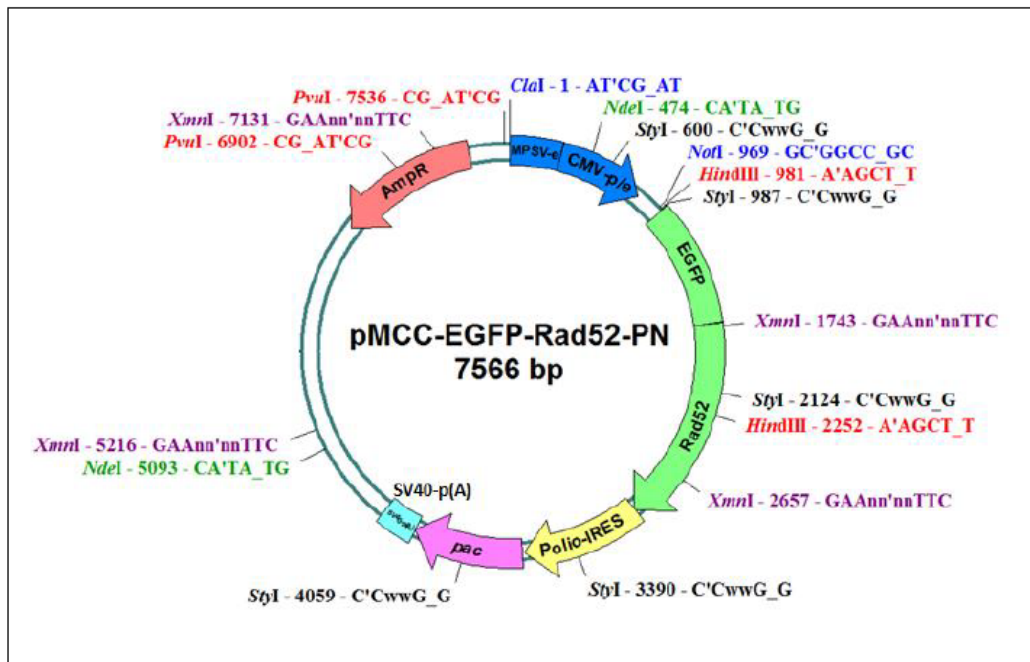 ClaI - 1 - AT'CG_AT
PvuI - 7536 - CG_AT'CG
NdeI - 474 - CA'TA_TG
XmnI - 7131 - GAAnn'nnTTC
StyI - 600 - C'CwwG_G
PvuI - 6902 - CG_AT'CG
NotI - 969 - GC'GGCC_GC
MPSV-e
CMV-p/e
HindIII - 981 - A'AGCT_T
AmpR
StyI - 987 - C'CwwG_G
EGFP
XmnI - 1743 - GAAnn'nnTTC
pMCC-EGFP-Rad52-PN
7566 bp
StyI - 2124 - C'CwwG_G
HindIII - 2252 - A'AGCT_T
Rad52
XmnI - 5216 - GAAnn'nnTTC
NdeI - 5093 - CA'TA_TG
SV40-p(A)
XmnI - 2657 - GAAnn'nnTTC
Polio-IRES
pac
StyI - 4059 - C'CwwG_G
StyI - 3390 - C'CwwG_G